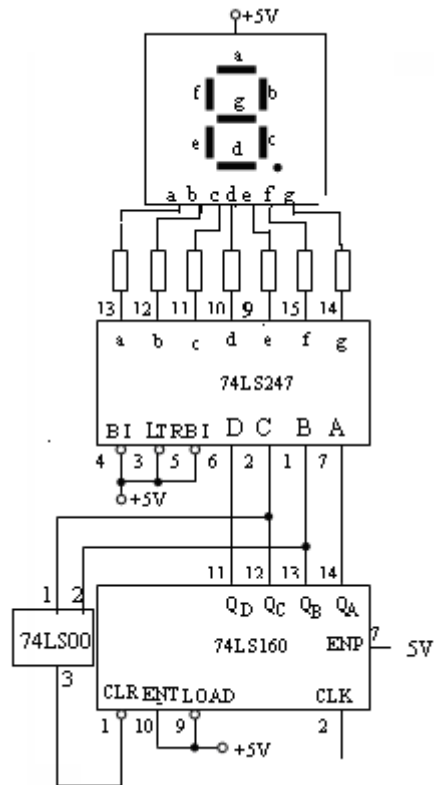 +5V
a
f g b
e d c
a b c d e f g
13 12 11 10 9 15 14
a b c d e f g
74LS247
BI LT RBI D C B A
4 3 5 6 2 1 7
+5V
11 12 13 14
1 2
QD QC QB QA
74LS00 74LS160 ENP 7 5V
3
CLR ENT LOAD CLK
1 10 9 2
+5V